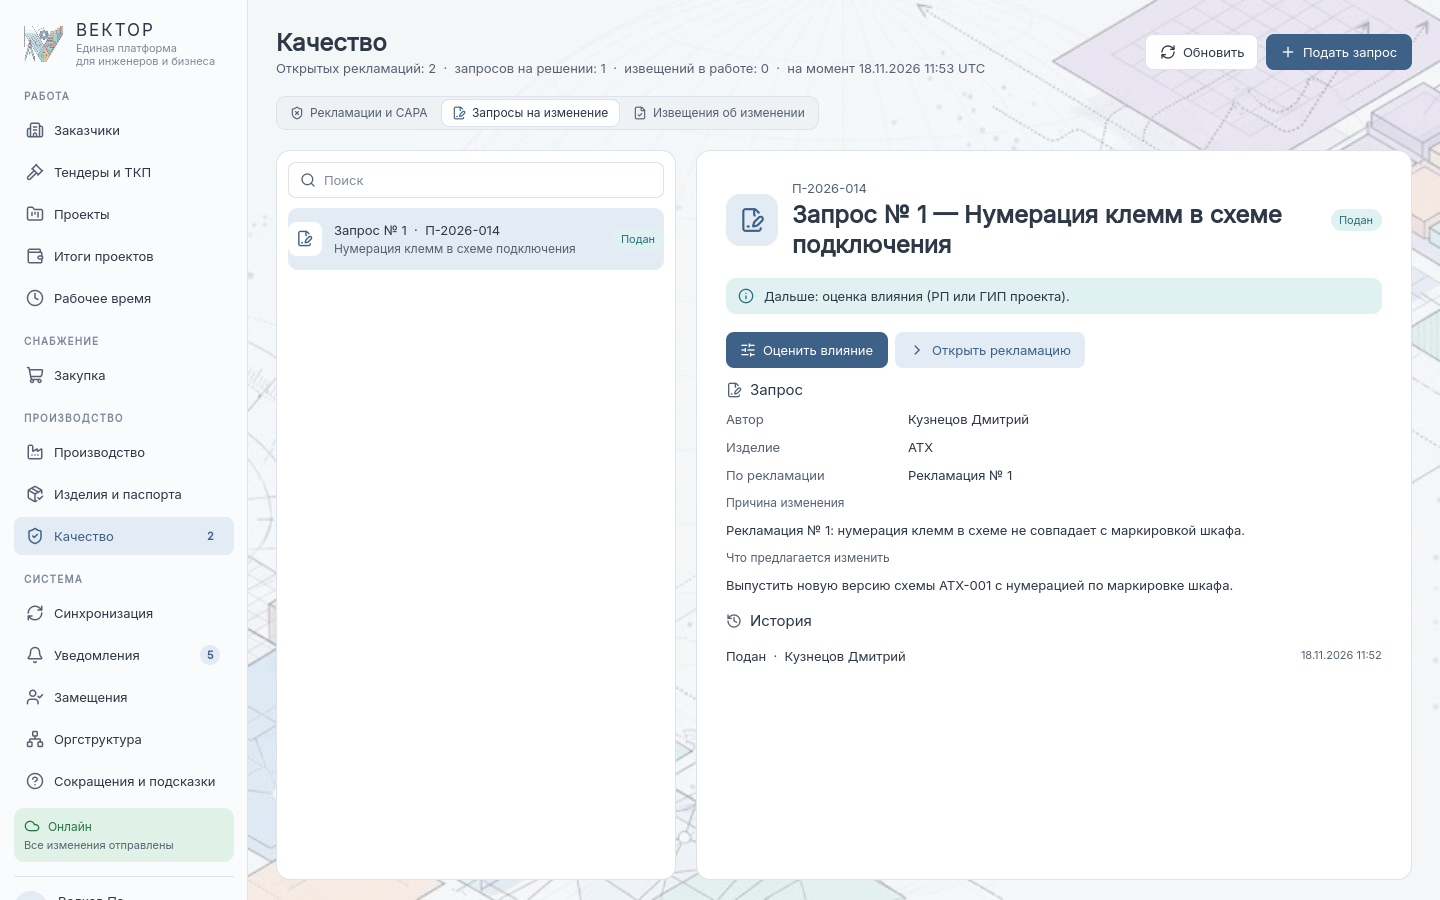 ВЕКТОР
Единая платформа
для инженеров и бизнеса
РАБОТА
Заказчики
Тендеры и ТКП
Проекты
Итоги проектов
Рабочее время
СНАБЖЕНИЕ
Закупка
ПРОИЗВОДСТВО
Производство
Изделия и паспорта
Качество 2
СИСТЕМА
Синхронизация
Уведомления 5
Замещения
Оргструктура
Сокращения и подсказки
Онлайн
Все изменения отправлены
Качество
Открытых рекламаций: 2 · запросов на решении: 1 · извещений в работе: 0 · на момент 18.11.2026 11:53 UTC
Обновить
Подать запрос
Рекламации и CAPA
Запросы на изменение
Извещения об изменении
Поиск
Запрос № 1 · П-2026-014
Нумерация клемм в схеме подключения
Подан
П-2026-014
Запрос № 1 — Нумерация клемм в схеме
подключения
Подан
Дальше: оценка влияния (РП или ГИП проекта).
Оценить влияние
Открыть рекламацию
Запрос
Автор Кузнецов Дмитрий
Изделие АТХ
По рекламации Рекламация № 1
Причина изменения
Рекламация № 1: нумерация клемм в схеме не совпадает с маркировкой шкафа.
Что предлагается изменить
Выпустить новую версию схемы АТХ-001 с нумерацией по маркировке шкафа.
История
Подан · Кузнецов Дмитрий 18.11.2026 11:52